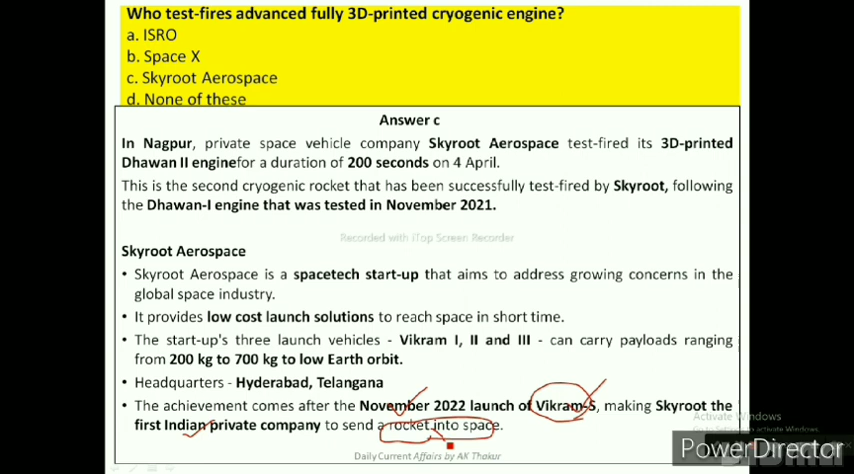 Who test-fires advanced fully 3D-printed cryogenic engine?
a. ISRO
b. Space X
c. Skyroot Aerospace
d. None of these
Answer c
In Nagpur, private space vehicle company Skyroot Aerospace test-fired its 3D-printed
Dhawan II enginefor a duration of 200 seconds on 4 April.
This is the second cryogenic rocket that has been successfully test-fired by Skyroot, following
the Dhawan-I engine that was tested in November 2021.
Recorded with iTop Screen Recorder
Skyroot Aerospace
• Skyroot Aerospace is a spacetech start-up that aims to address growing concerns in the
global space industry.
• It provides low cost launch solutions to reach space in short time.
• The start-up's three launch vehicles - Vikram I, II and III - can carry payloads ranging
from 200 kg to 700 kg to low Earth orbit.
• Headquarters - Hyderabad, Telangana
• The achievement comes after the November 2022 launch of Vikram-S, making Skyroot the
first Indian private company to send a rocket into space.
Activate Windows
Go to Settings to activate Windows.
PowerDirector
Daily Current Affairs by AK Thakur